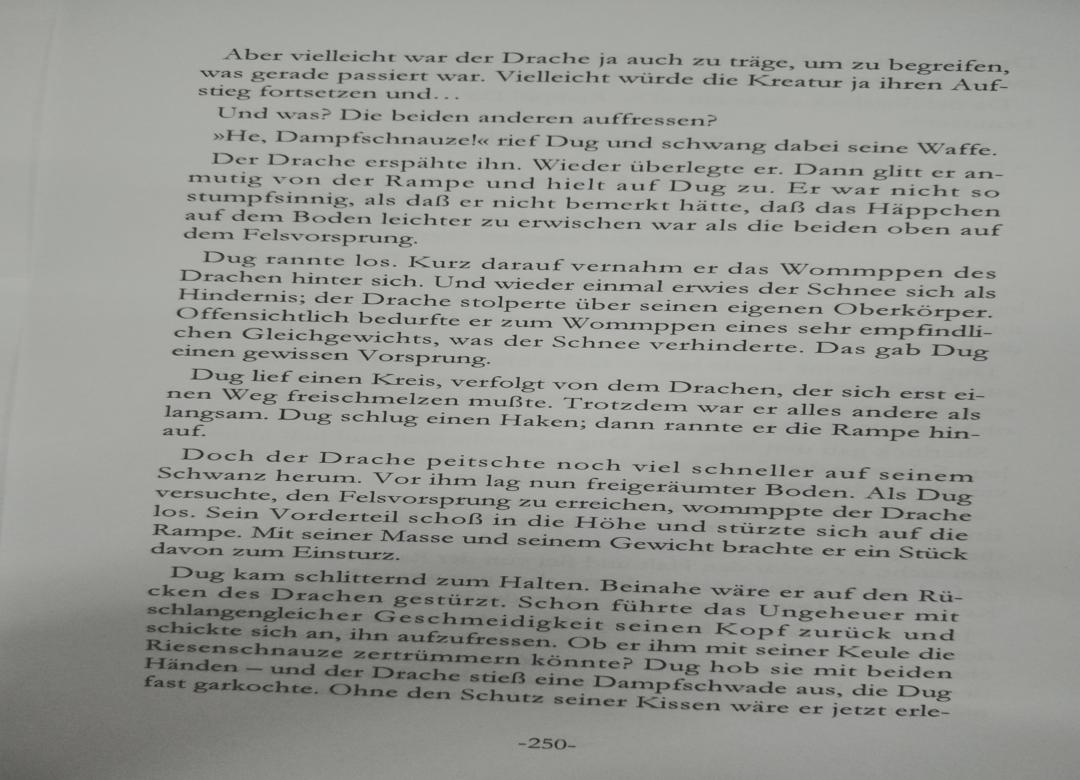 Aber vielleicht war der Drache ja auch zu träge, um zu begreifen,
was gerade passiert war. Vielleicht würde die Kreatur ja ihren Auf-
stieg fortsetzen und...
Und was? Die beiden anderen auffressen?
»He, Dampfschnauze!« rief Dug und schwang dabei seine Waffe.
Der Drache erspähte ihn. Wieder überlegte er. Dann glitt er an-
mutig von der Rampe und hielt auf Dug zu. Er war nicht so
stumpfsinnig, als daß er nicht bemerkt hätte, daß das Häppchen
auf dem Boden leichter zu erwischen war als die beiden oben auf
dem Felsvorsprung.
Dug rannte los. Kurz darauf vernahm er das Wommppen des
Drachen hinter sich. Und wieder einmal erwies der Schnee sich als
Hindernis; der Drache stolperte über seinen eigenen Oberkörper.
Offensichtlich bedurfte er zum Wommppen eines sehr empfindli-
chen Gleichgewichts, was der Schnee verhinderte. Das gab Dug
einen gewissen Vorsprung.
Dug lief einen Kreis, verfolgt von dem Drachen, der sich erst ei-
nen Weg freischmelzen mußte. Trotzdem war er alles andere als
langsam. Dug schlug einen Haken; dann rannte er die Rampe hin-
auf.
Doch der Drache peitschte noch viel schneller auf seinem
Schwanz herum. Vor ihm lag nun freigeräumter Boden. Als Dug
versuchte, den Felsvorsprung zu erreichen, wommppte der Drache
los. Sein Vorderteil schoß in die Höhe und stürzte sich auf die
Rampe. Mit seiner Masse und seinem Gewicht brachte er ein Stück
davon zum Einsturz.
Dug kam schlitternd zum Halten. Beinahe wäre er auf den Rü-
cken des Drachen gestürzt. Schon führte das Ungeheuer mit
schlangengleicher Geschmeidigkeit seinen Kopf zurück und
schickte sich an, ihn aufzufressen. Ob er ihm mit seiner Keule die
Riesenschnauze zertrümmern könnte? Dug hob sie mit beiden
Händen – und der Drache stieß eine Dampfschwade aus, die Dug
fast garkochte. Ohne den Schutz seiner Kissen wäre er jetzt erle-
-250-